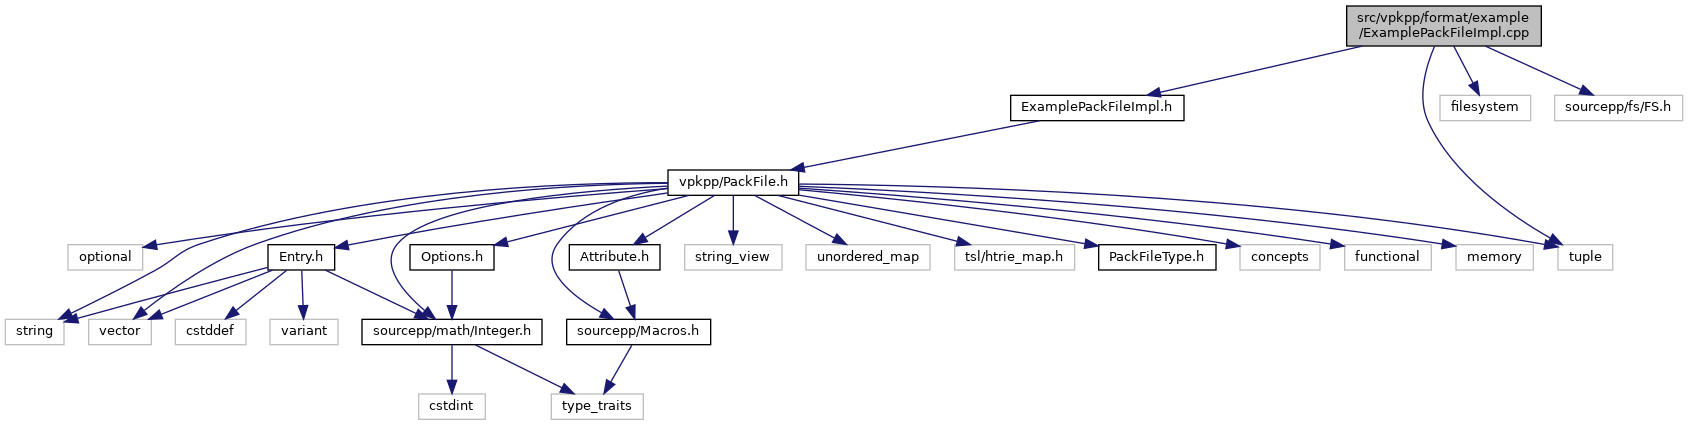 src/vpkpp/format/example
/ExamplePackFileImpl.cpp
ExamplePackFileImpl.h
filesystem
sourcepp/fs/FS.h
vpkpp/PackFile.h
optional
Entry.h
Options.h
Attribute.h
string_view
unordered_map
tsl/htrie_map.h
PackFileType.h
concepts
functional
memory
tuple
string
vector
cstddef
variant
sourcepp/math/Integer.h
sourcepp/Macros.h
cstdint
type_traits